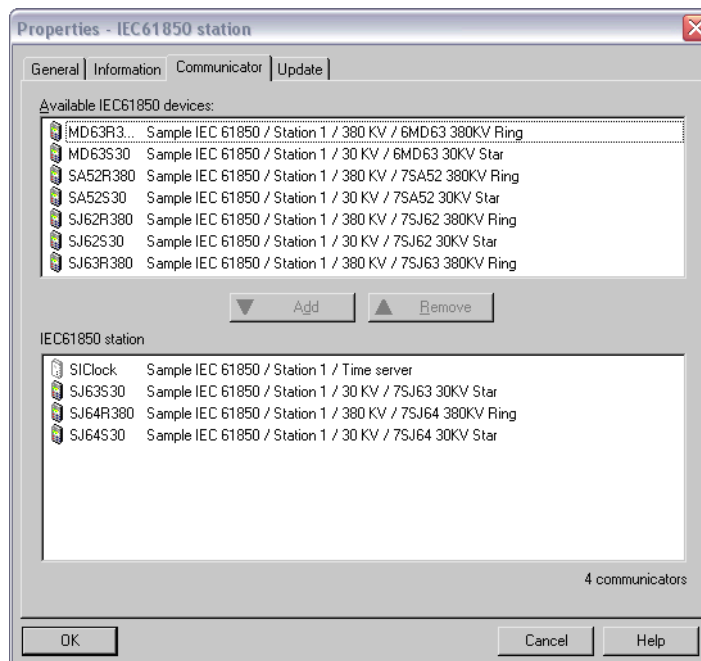 Properties - IEC61850 station
General Information Communicator Update
Available IEC61850 devices:
MD63R3... Sample IEC 61850 / Station 1 / 380 KV / 6MD63 380KV Ring
MD63S30 Sample IEC 61850 / Station 1 / 30 KV / 6MD63 30KV Star
SA52R380 Sample IEC 61850 / Station 1 / 380 KV / 7SA52 380KV Ring
SA52S30 Sample IEC 61850 / Station 1 / 30 KV / 7SA52 30KV Star
SJ62R380 Sample IEC 61850 / Station 1 / 380 KV / 7SJ62 380KV Ring
SJ62S30 Sample IEC 61850 / Station 1 / 30 KV / 7SJ62 30KV Star
SJ63R380 Sample IEC 61850 / Station 1 / 380 KV / 7SJ63 380KV Ring
Add Remove
IEC61850 station
SIClock Sample IEC 61850 / Station 1 / Time server
SJ63S30 Sample IEC 61850 / Station 1 / 30 KV / 7SJ63 30KV Star
SJ64R380 Sample IEC 61850 / Station 1 / 380 KV / 7SJ64 380KV Ring
SJ64S30 Sample IEC 61850 / Station 1 / 30 KV / 7SJ64 30KV Star
4 communicators
OK Cancel Help